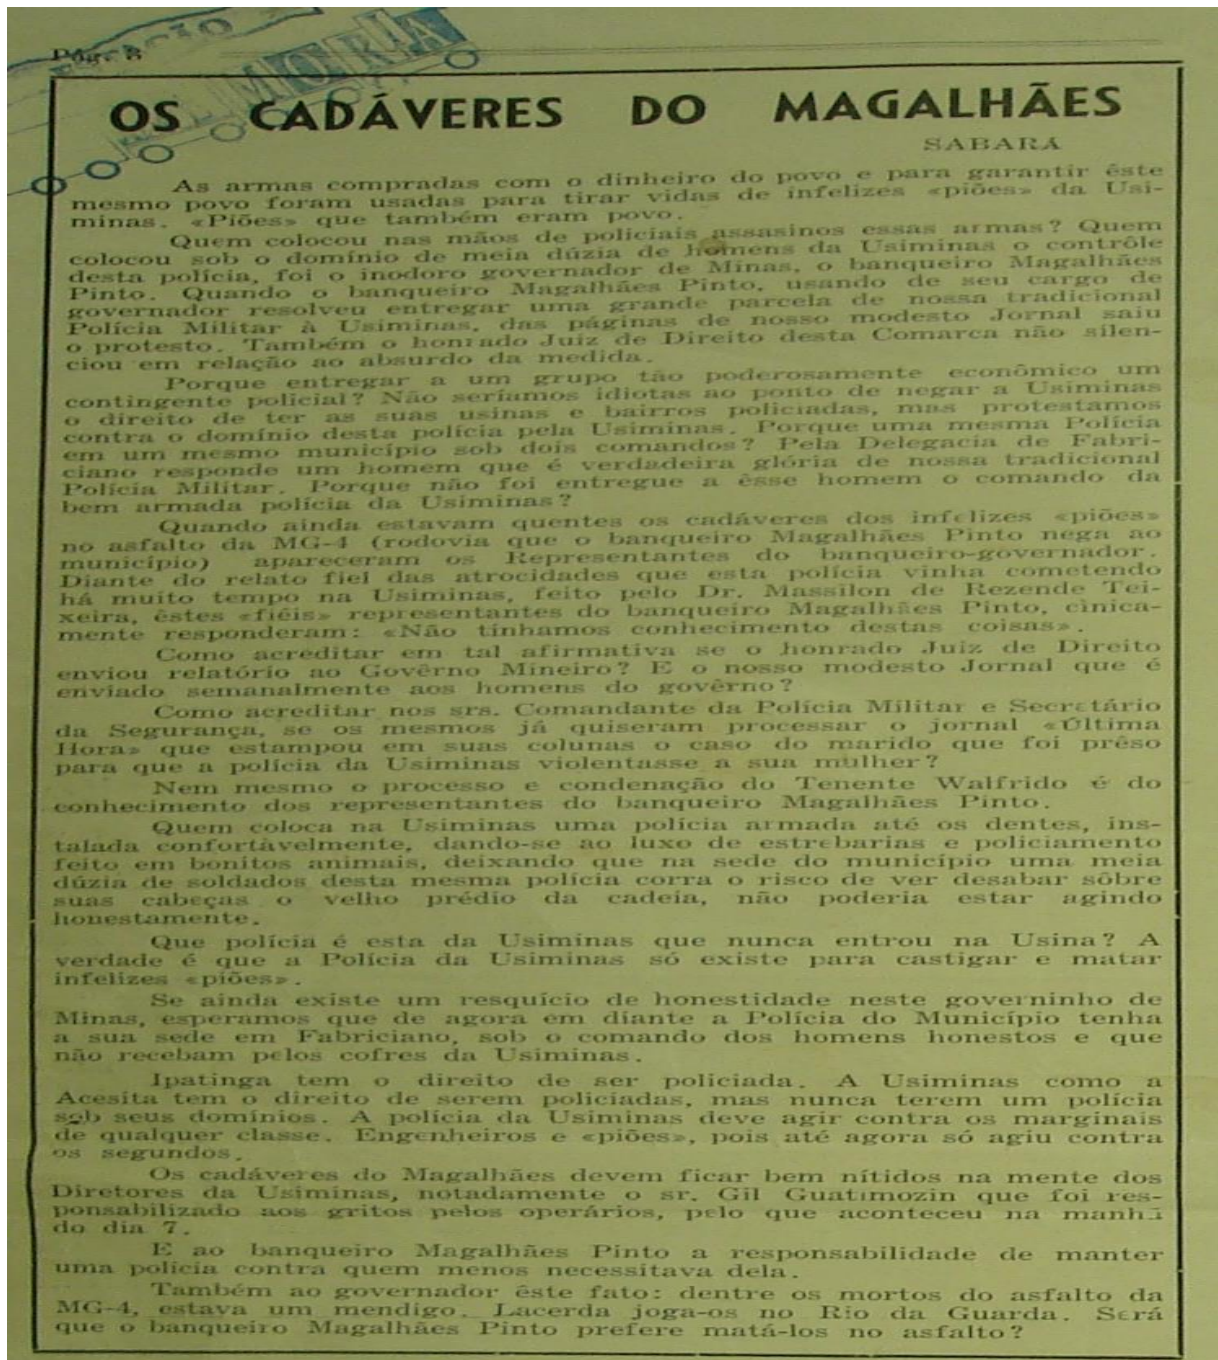 Pág. 3
MEMORIA
OS CADÁVERES DO MAGALHÃES
SABARÁ
As armas compradas com o dinheiro do povo e para garantir êste
mesmo povo foram usadas para tirar vidas de infelizes «piões» da Usi-
minas. «Piões» que também eram povo.
Quem colocou nas mãos de policiais assasinos essas armas? Quem
colocou sob o domínio de meia dúzia de homens da Usiminas o contrôle
desta polícia, foi o inodoro governador de Minas, o banqueiro Magalhães
Pinto. Quando o banqueiro Magalhães Pinto, usando de seu cargo de
governador resolveu entregar uma grande parcela de nossa tradicional
Polícia Militar à Usiminas, das páginas de nosso modesto Jornal saiu
o protesto. Também o honrado Juiz de Direito desta Comarca não silen-
ciou em relação ao absurdo da medida.
Porque entregar a um grupo tão poderosamente econômico um
contingente policial? Não seríamos idiotas ao ponto de negar a Usiminas
o direito de ter as suas usinas e bairros policiadas, mas protestamos
contra o domínio desta polícia pela Usiminas. Porque uma mesma Polícia
em um mesmo município sob dois comandos? Pela Delegacia de Fabri-
ciano responde um homem que é verdadeira glória de nossa tradicional
Polícia Militar. Porque não foi entregue a êsse homem o comando da
bem armada polícia da Usiminas?
Quando ainda estavam quentes os cadáveres dos infelizes «piões»
no asfalto da MG-4 (rodovia que o banqueiro Magalhães Pinto nega ao
município) apareceram os Representantes do banqueiro-governador.
Diante do relato fiel das atrocidades que esta polícia vinha cometendo
há muito tempo na Usiminas, feito pelo Dr. Massilon de Rezende Tei-
xeira, êstes «fiéis» representantes do banqueiro Magalhães Pinto, cìnica-
mente responderam: «Não tínhamos conhecimento destas coisas».
Como acreditar em tal afirmativa se o honrado Juiz de Direito
enviou relatório ao Govêrno Mineiro? E o nosso modesto Jornal que é
enviado semanalmente aos homens do govêrno?
Como acreditar nos srs. Comandante da Polícia Militar e Secretário
da Segurança, se os mesmos já quiseram processar o jornal «Última
Hora» que estampou em suas colunas o caso do marido que foi prêso
para que a polícia da Usiminas violentasse a sua mulher?
Nem mesmo o processo e condenação do Tenente Walfrido é do
conhecimento dos representantes do banqueiro Magalhães Pinto.
Quem coloca na Usiminas uma polícia armada até os dentes, ins-
talada confortàvelmente, dando-se ao luxo de estrebarias e policiamento
feito em bonitos animais, deixando que na sede do município uma meia
dúzia de soldados desta mesma polícia corra o risco de ver desabar sôbre
suas cabeças o velho prédio da cadeia, não poderia estar agindo
honestamente.
Que polícia é esta da Usiminas que nunca entrou na Usina? A
verdade é que a Polícia da Usiminas só existe para castigar e matar
infelizes «piões».
Se ainda existe um resquício de honestidade neste governinho de
Minas, esperamos que de agora em diante a Polícia do Município tenha
a sua sede em Fabriciano, sob o comando dos homens honestos e que
não recebam pelos cofres da Usiminas.
Ipatinga tem o direito de ser policiada. A Usiminas como a
Acesita tem o direito de serem policiadas, mas nunca terem um polícia
sob seus domínios. A polícia da Usiminas deve agir contra os marginais
de qualquer classe. Engenheiros e «piões», pois até agora só agiu contra
os segundos.
Os cadáveres do Magalhães devem ficar bem nítidos na mente dos
Diretores da Usiminas, notadamente o sr. Gil Guatimozin que foi res-
ponsabilizado aos gritos pelos operários, pelo que aconteceu na manhã
do dia 7.
E ao banqueiro Magalhães Pinto a responsabilidade de manter
uma polícia contra quem menos necessitava dela.
Também ao governador êste fato: dentre os mortos do asfalto da
MG-4, estava um mendigo. Lacerda joga-os no Rio da Guarda. Será
que o banqueiro Magalhães Pinto prefere matá-los no asfalto?